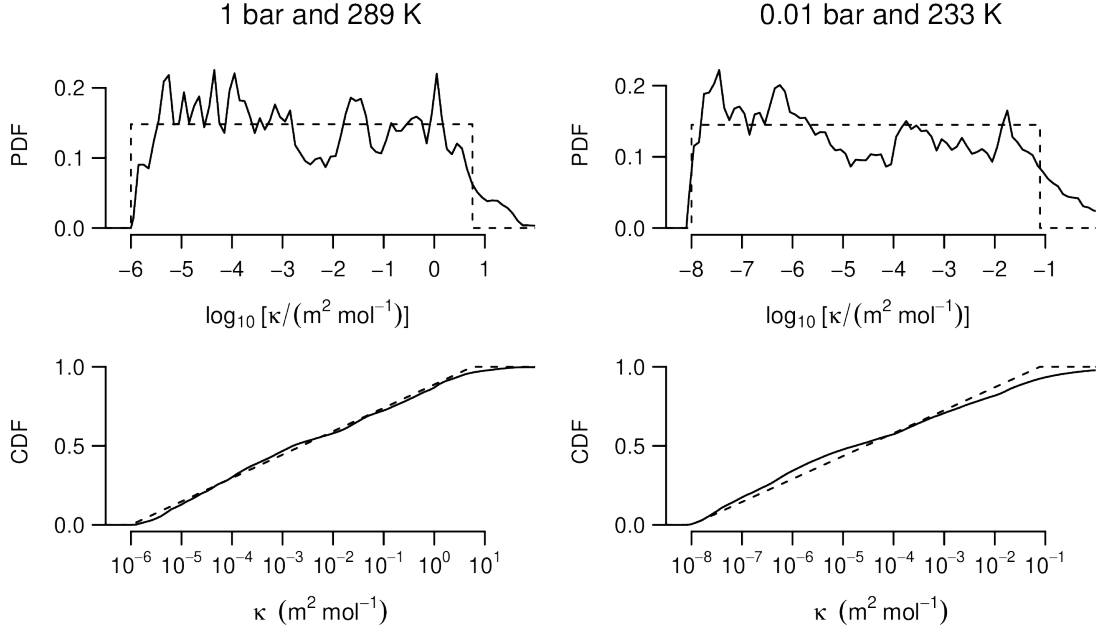 1 bar and 289 K
0.01 bar and 233 K
PDF
0.2
0.1
0.0
−6 −5 −4 −3 −2 −1 0 1
log₁₀ [κ/(m² mol⁻¹)]
PDF
0.2
0.1
0.0
−8 −7 −6 −5 −4 −3 −2 −1
log₁₀ [κ/(m² mol⁻¹)]
CDF
1.0
0.5
0.0
10⁻⁶ 10⁻⁵ 10⁻⁴ 10⁻³ 10⁻² 10⁻¹ 10⁰ 10¹
κ (m² mol⁻¹)
CDF
1.0
0.5
0.0
10⁻⁸ 10⁻⁷ 10⁻⁶ 10⁻⁵ 10⁻⁴ 10⁻³ 10⁻² 10⁻¹
κ (m² mol⁻¹)